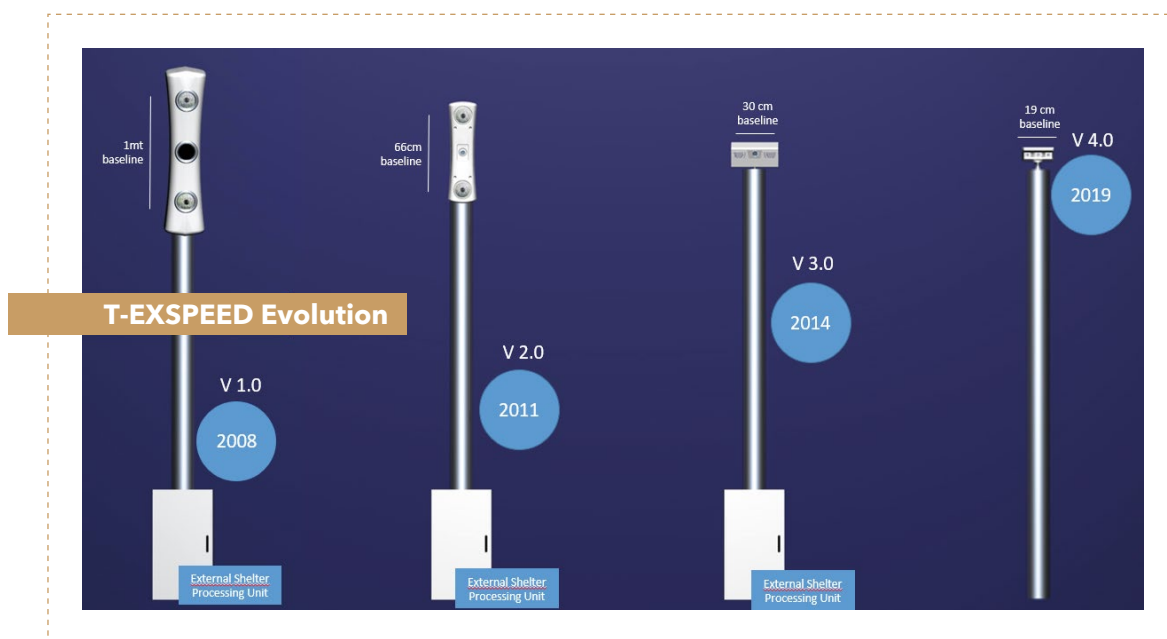 1mt
baseline
66cm
baseline
30 cm
baseline
19 cm
baseline
V 4.0
2019
V 3.0
2014
T-EXSPEED Evolution
V 2.0
2011
V 1.0
2008
External Shelter
Processing Unit
External Shelter
Processing Unit
External Shelter
Processing Unit